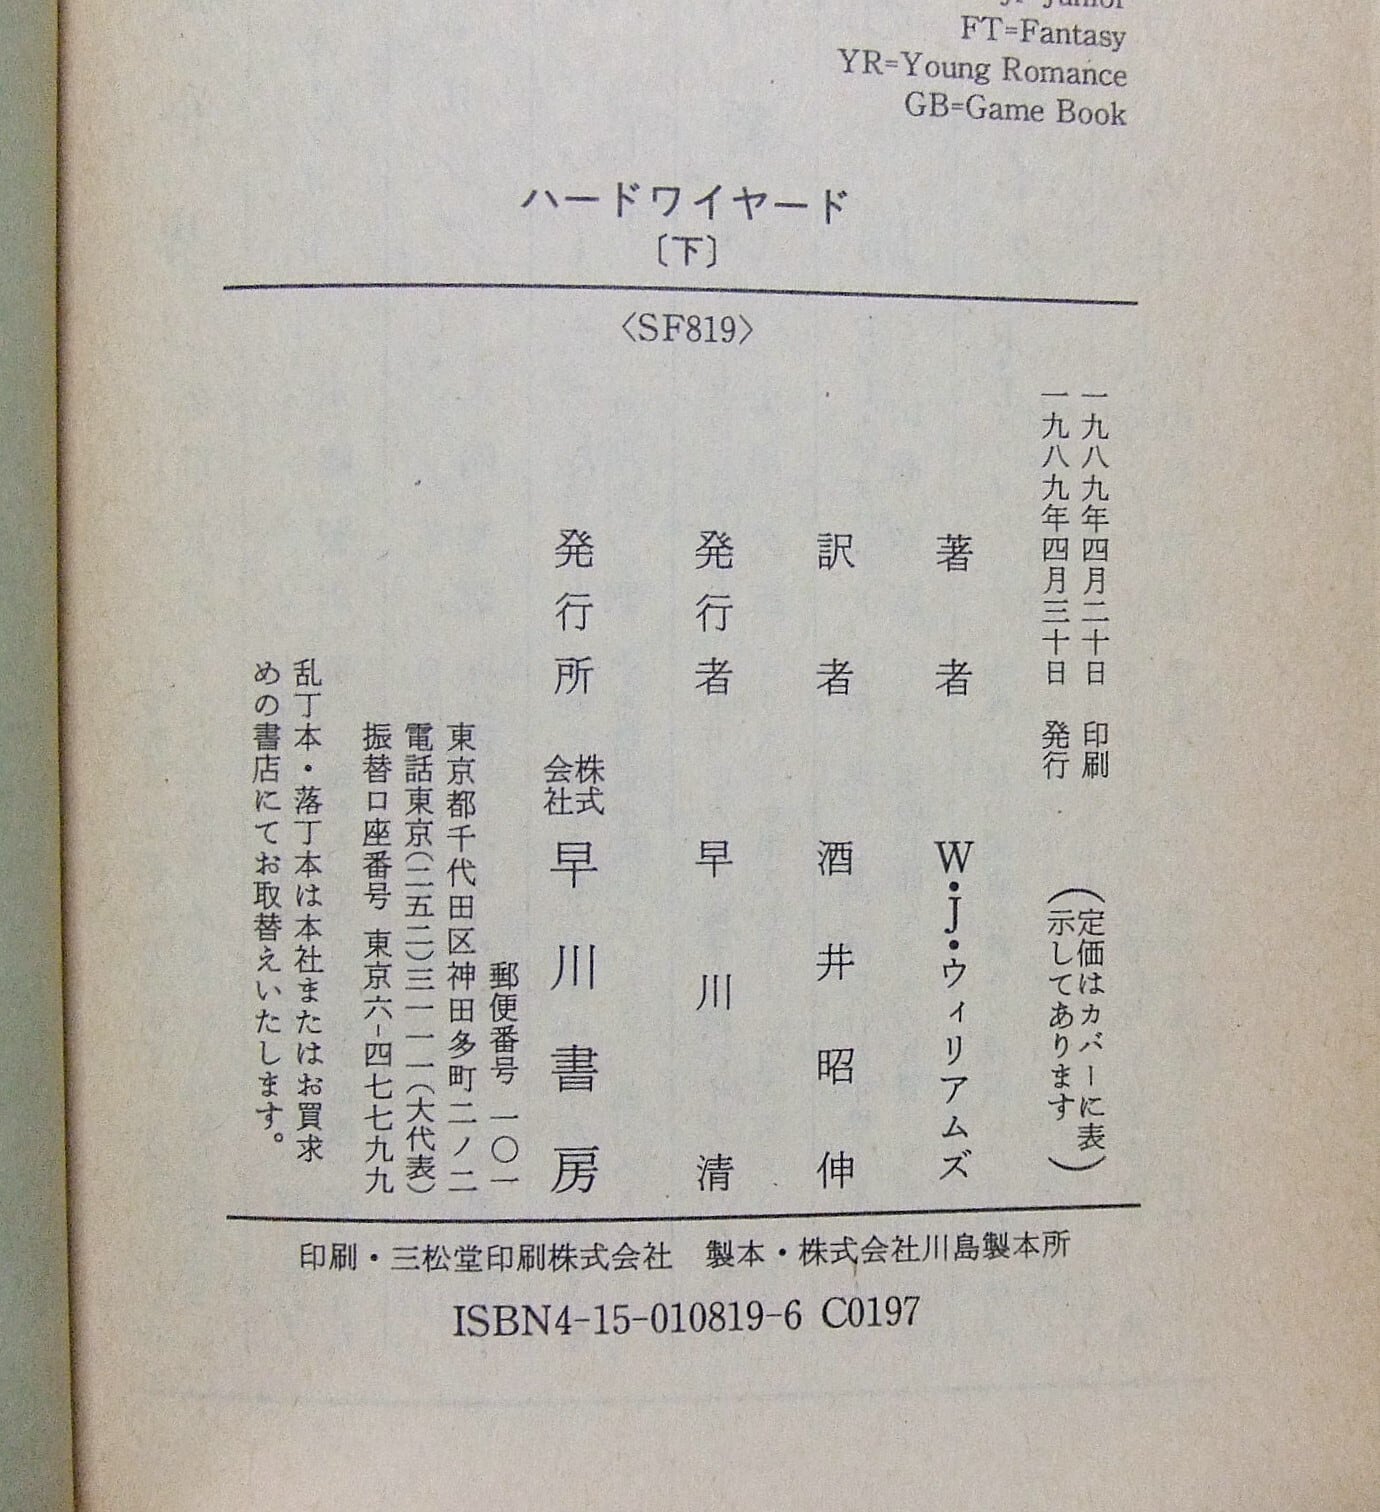 FT=Fantasy
YR=Young Romance
GB=Game Book
ハードワイヤード
〔下〕
〈SF819〉
一九八九年四月二十日 印刷
一九八九年四月三十日 発行
（定価はカバーに表
示してあります）
著者 W・J・ウィリアムズ
訳者 酒井昭伸
発行者 早川清
発行所 株式会社 早川書房
郵便番号 一〇一
東京都千代田区神田多町二ノ二
電話東京(二五二)三一一一(大代表)
振替口座番号 東京六-四七七九九
乱丁本・落丁本は本社またはお買求
めの書店にてお取替えいたします。
印刷・三松堂印刷株式会社 製本・株式会社川島製本所
ISBN4-15-010819-6 C0197